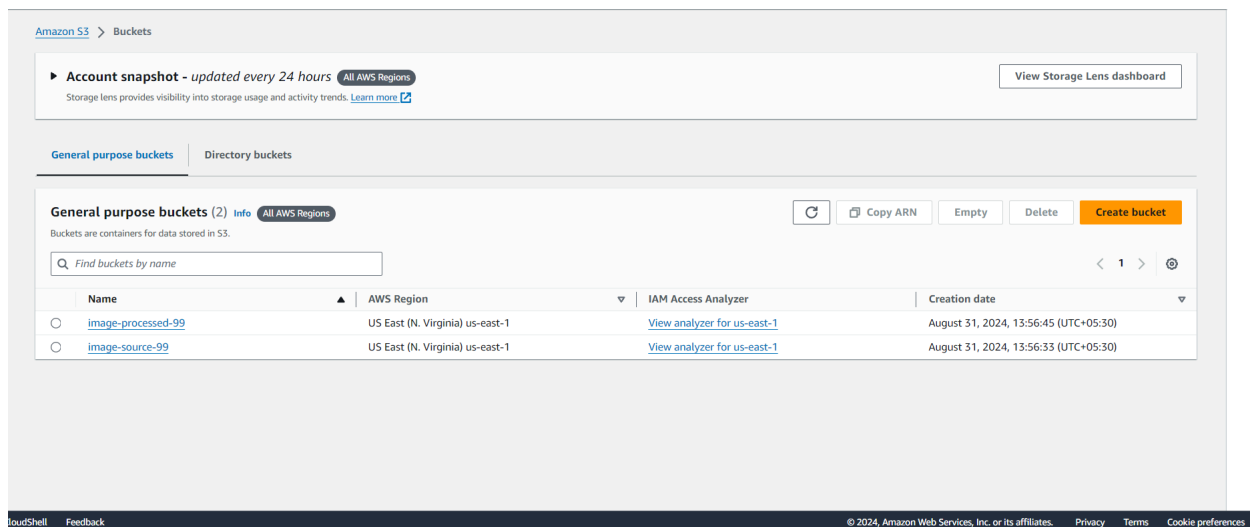 Amazon S3 > Buckets
Account snapshot - updated every 24 hours All AWS Regions
View Storage Lens dashboard
Storage lens provides visibility into storage usage and activity trends. Learn more
General purpose buckets Directory buckets
General purpose buckets (2) Info All AWS Regions
Copy ARN Empty Delete Create bucket
Buckets are containers for data stored in S3.
Find buckets by name
< 1 >
Name AWS Region IAM Access Analyzer Creation date
image-processed-99 US East (N. Virginia) us-east-1 View analyzer for us-east-1 August 31, 2024, 13:56:45 (UTC+05:30)
image-source-99 US East (N. Virginia) us-east-1 View analyzer for us-east-1 August 31, 2024, 13:56:33 (UTC+05:30)
loudShell Feedback © 2024, Amazon Web Services, Inc. or its affiliates. Privacy Terms Cookie preferences